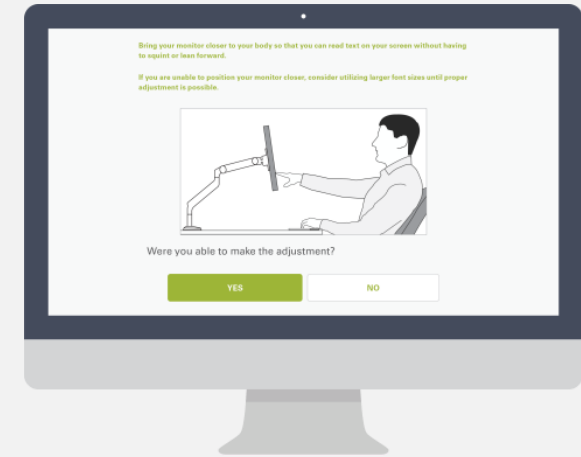 Bring your monitor closer to your body so that you can read text on your screen without having
to squint or lean forward.
If you are unable to position your monitor closer, consider utilizing larger font sizes until proper
adjustment is possible.
Were you able to make the adjustment?
YES
NO